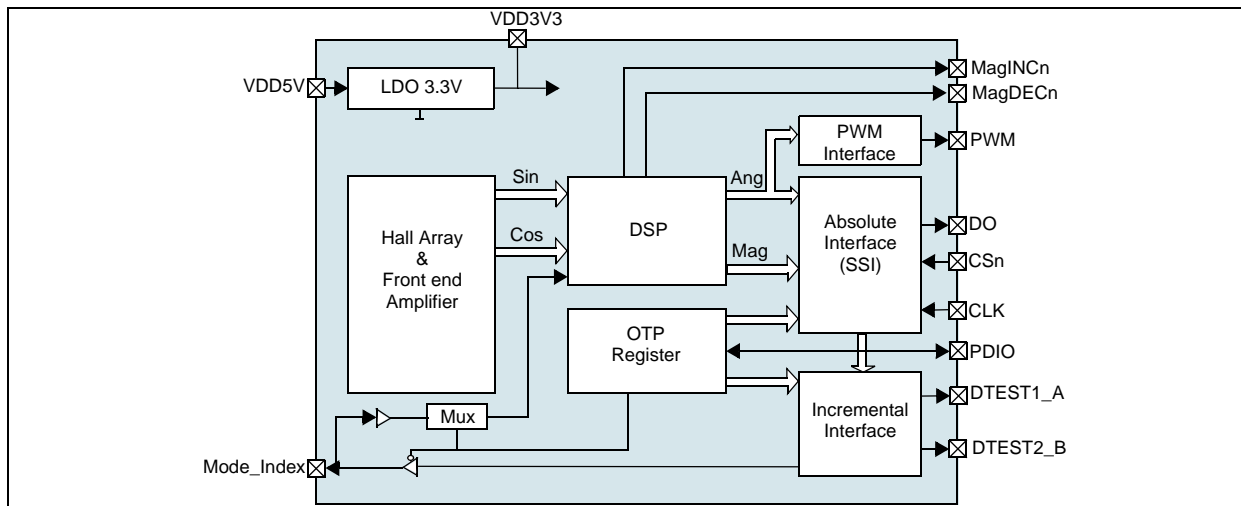 VDD3V3
VDD5V
LDO 3.3V
MagINCn
MagDECn
PWM
Interface
PWM
Hall Array
&
Front end
Amplifier
Sin
Cos
DSP
Ang
Mag
Absolute
Interface
(SSI)
DO
CSn
CLK
OTP
Register
PDIO
Mux
Incremental
Interface
DTEST1_A
DTEST2_B
Mode_Index